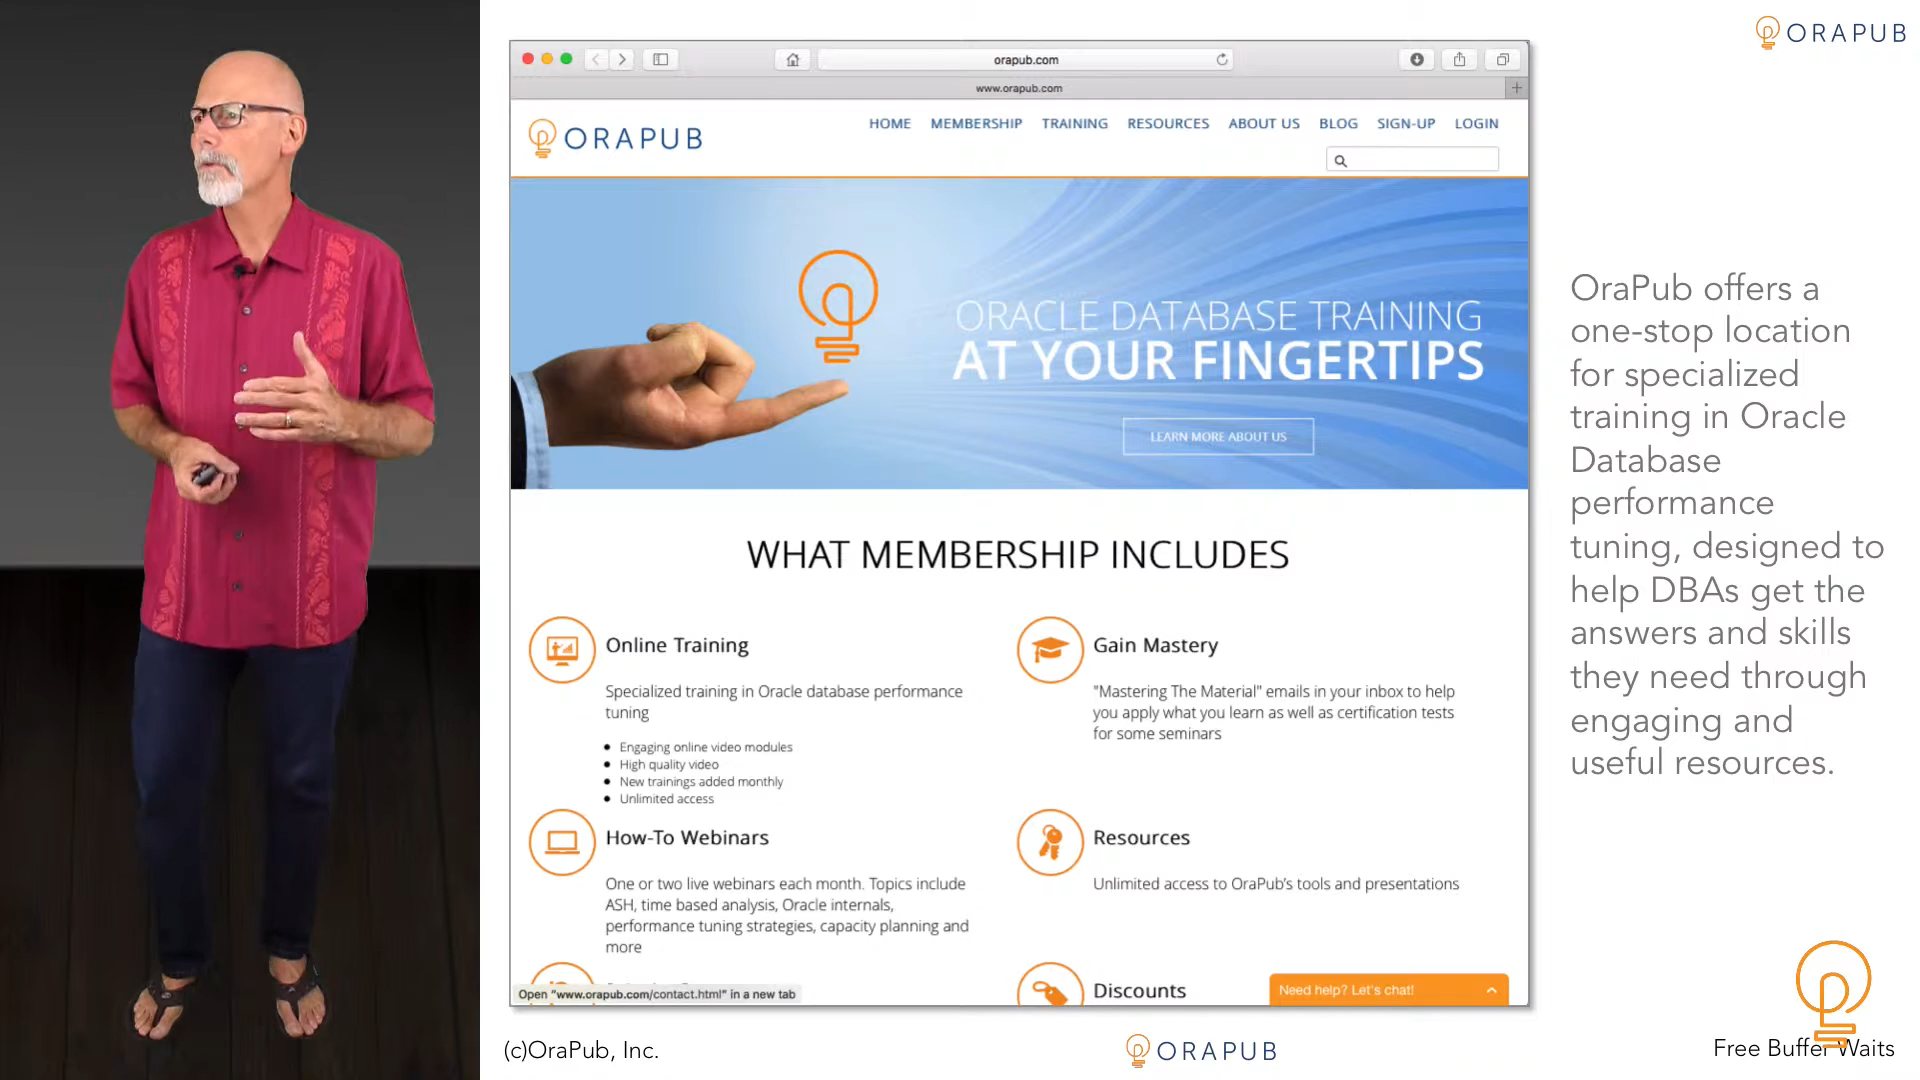 ORAPUB
orapub.com
www.orapub.com
ORAPUB
HOME MEMBERSHIP TRAINING RESOURCES ABOUT US BLOG SIGN-UP LOGIN
ORACLE DATABASE TRAINING
AT YOUR FINGERTIPS
LEARN MORE ABOUT US
WHAT MEMBERSHIP INCLUDES
Online Training
Specialized training in Oracle database performance
tuning
Engaging online video modules
High quality video
New trainings added monthly
Unlimited access
Gain Mastery
"Mastering The Material" emails in your inbox to help
you apply what you learn as well as certification tests
for some seminars
How-To Webinars
One or two live webinars each month. Topics include
ASH, time based analysis, Oracle internals,
performance tuning strategies, capacity planning and
more
Resources
Unlimited access to OraPub's tools and presentations
Discounts
Open "www.orapub.com/contact.html" in a new tab
Need help? Let's chat!
OraPub offers a
one-stop location
for specialized
training in Oracle
Database
performance
tuning, designed to
help DBAs get the
answers and skills
they need through
engaging and
useful resources.
(c)OraPub, Inc.
ORAPUB
Free Buffer Waits